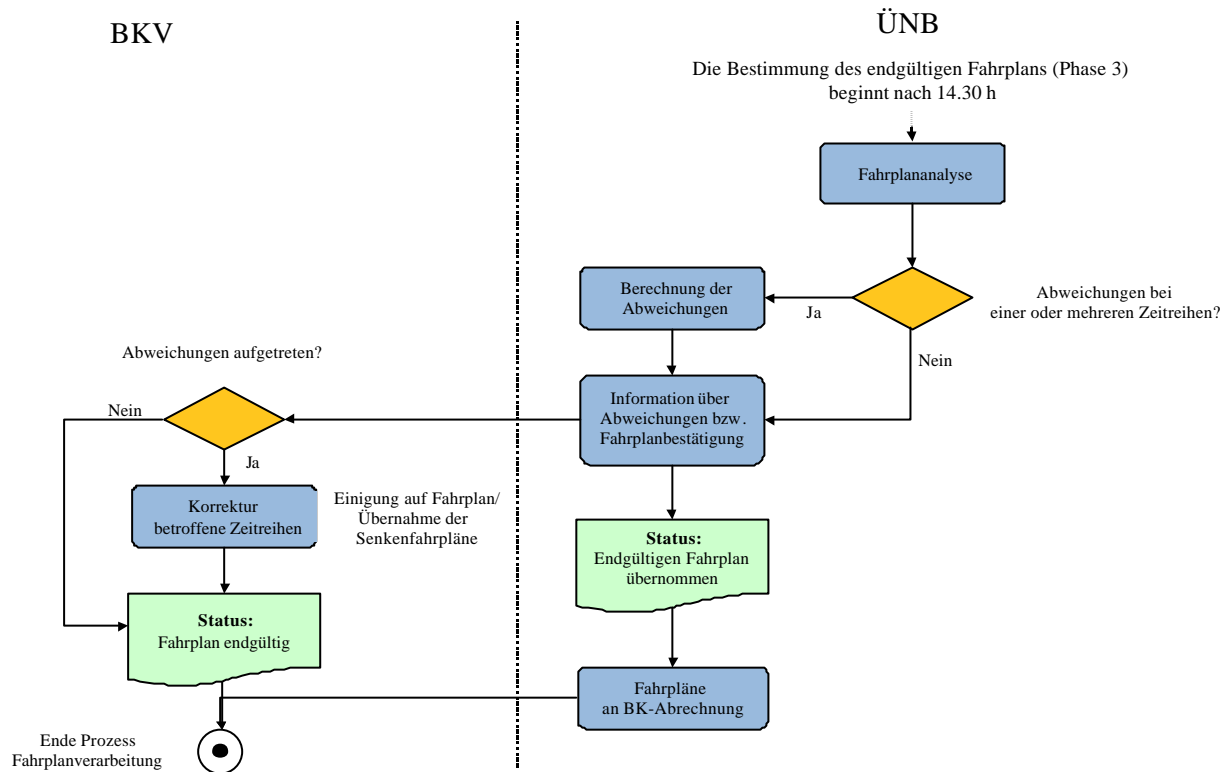 BKV
ÜNB
Die Bestimmung des endgültigen Fahrplans (Phase 3)
beginnt nach 14.30 h
Fahrplananalyse
Abweichungen bei
einer oder mehreren Zeitreihen?
Ja
Nein
Berechnung der
Abweichungen
Information über
Abweichungen bzw.
Fahrplanbestätigung
Abweichungen aufgetreten?
Nein
Ja
Korrektur
betroffene Zeitreihen
Einigung auf Fahrplan/
Übernahme der
Senkenfahrpläne
Status:
Endgültigen Fahrplan
übernommen
Status:
Fahrplan endgültig
Fahrpläne
an BK-Abrechnung
Ende Prozess
Fahrplanverarbeitung